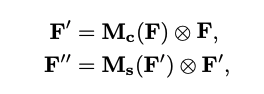 F′ = M_c(F) ⊗ F,
F′′ = M_s(F′) ⊗ F′,